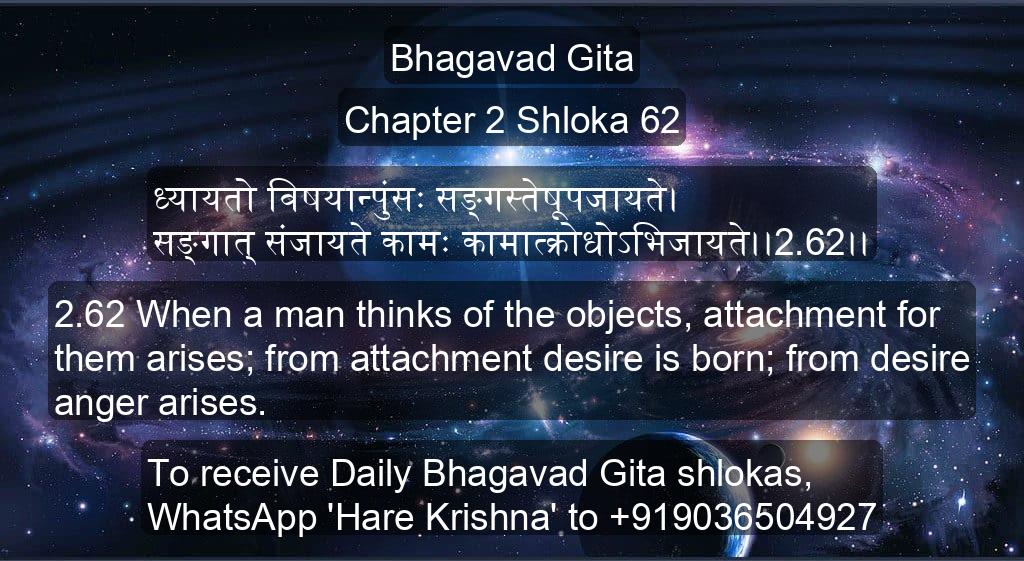 Bhagavad Gita
Chapter 2 Shloka 62
ध्यायतो विषयान्पुंसः सङ्गस्तेषूपजायते।
सङ्गात् संजायते कामः कामात्क्रोधोऽभिजायते।।2.62।।
2.62 When a man thinks of the objects, attachment for
them arises; from attachment desire is born; from desire
anger arises.
To receive Daily Bhagavad Gita shlokas,
WhatsApp 'Hare Krishna' to +919036504927